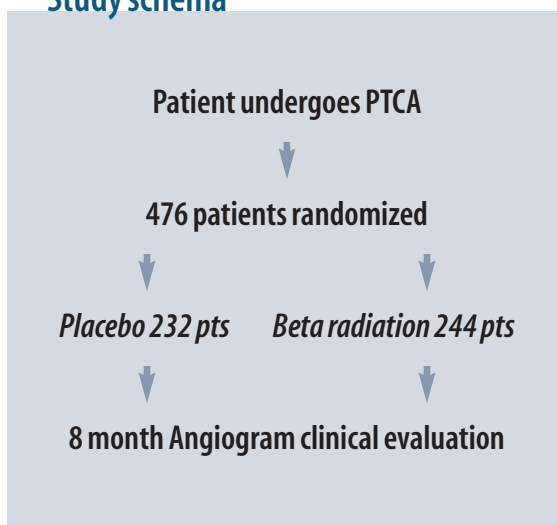 Study schema
Patient undergoes PTCA
476 patients randomized
Placebo 232 pts Beta radiation 244 pts
8 month Angiogram clinical evaluation